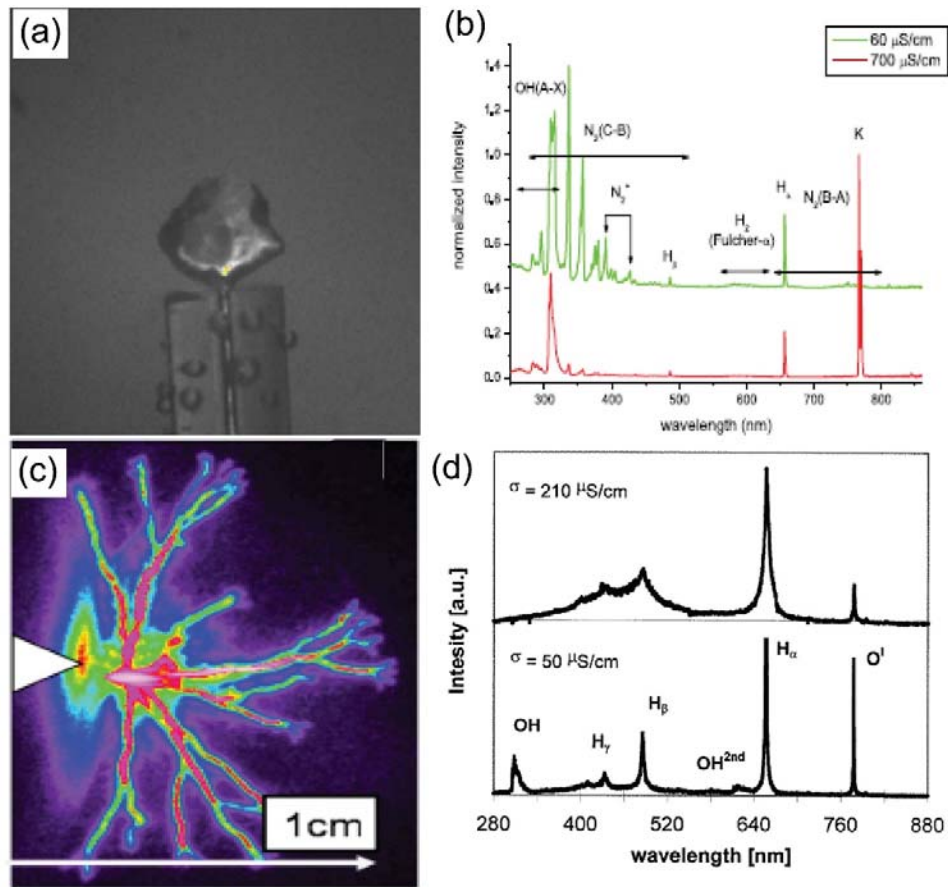 (a)
(b)
60 µS/cm
700 µS/cm
normalized intensity
1.4
1.2
1.0
0.8
0.6
0.4
0.2
0.0
OH(A-X)
N₂(C-B)
N₂⁺
H₂
(Fulcher-α)
N₂(B-A)
K
300
400
500
600
700
800
wavelength (nm)
(c)
1cm
(d)
σ = 210 µS/cm
σ = 50 µS/cm
Intesity [a.u.]
OH
Hγ
Hβ
OH²ⁿᵈ
Hα
Oᴵ
280
400
520
640
760
880
wavelength [nm]